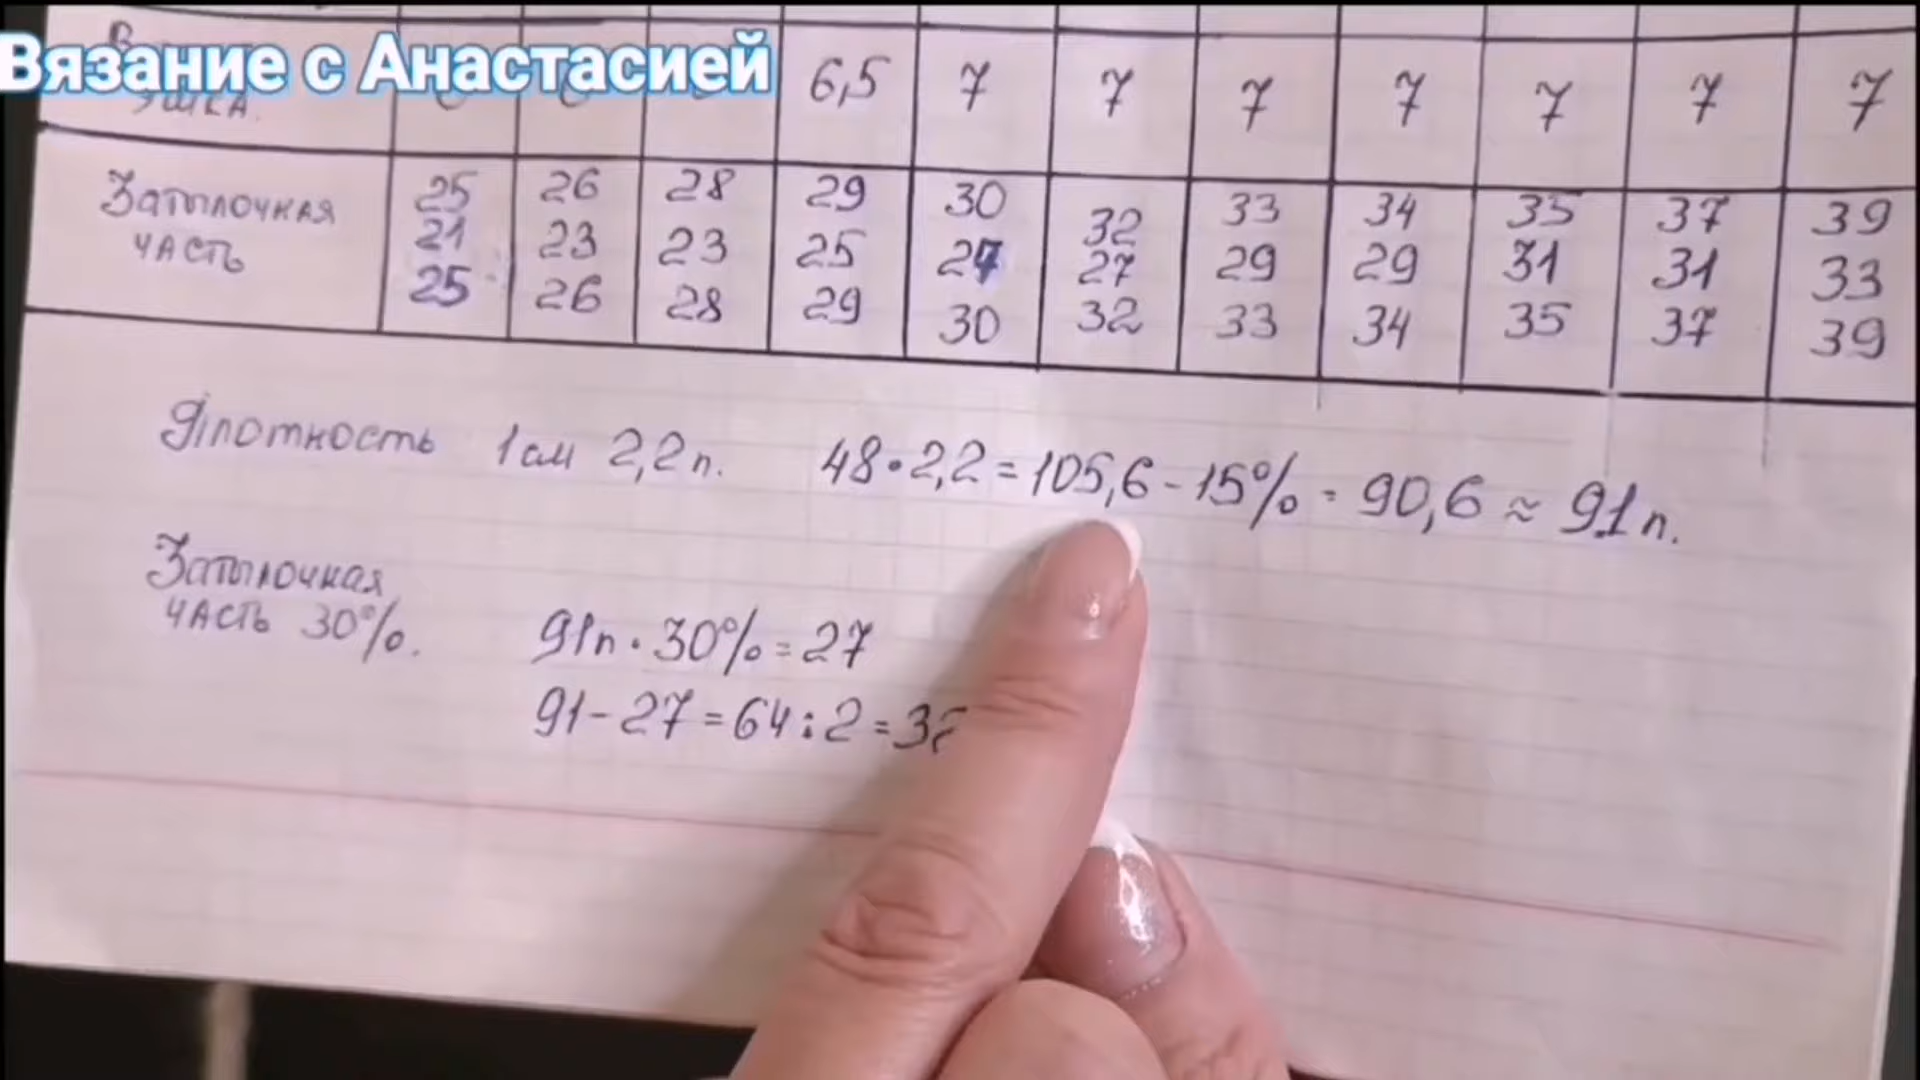 Вязание с Анастасией
6,5 7 7 7 7 7 7 7
Затылочная 25 26 28 29 30 32 33 34 35 37 39
часть 21 23 23 25 27 27 29 29 31 31 33
25 26 28 29 30 32 33 34 35 37 39
Плотность 1 см 2,2 п. 48·2,2=105,6-15%=90,6≈91п.
Затылочная
часть 30%. 91п·30%=27
91-27=64:2=32